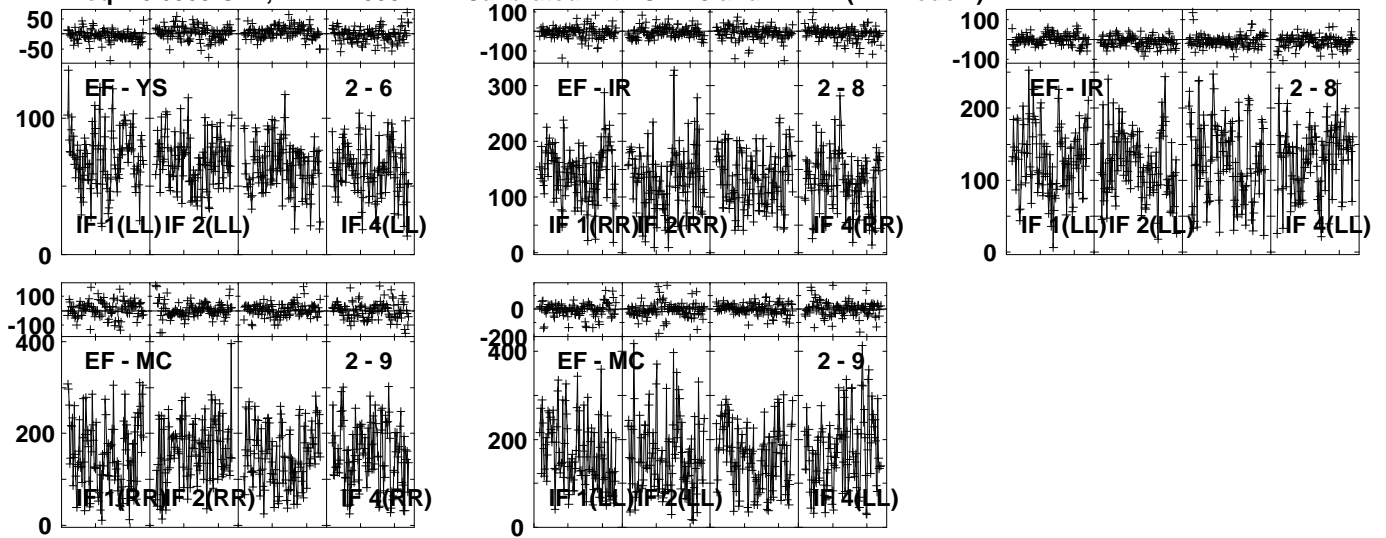 50
-50
EF - YS 2 - 6
100
IF 1(LL) IF 2(LL) IF 4(LL)
0
100
-100
EF - IR 2 - 8
300
200
100
IF 1(RR) IF 2(RR) IF 4(RR)
0
100
-100
EF - IR 2 - 8
200
100
IF 1(LL) IF 2(LL) IF 4(LL)
0
100
-100
400
EF - MC 2 - 9
200
IF 1(RR) IF 2(RR) IF 4(RR)
0
0
-200
400
EF - MC 2 - 9
200
IF 1(LL) IF 2(LL) IF 4(LL)
0